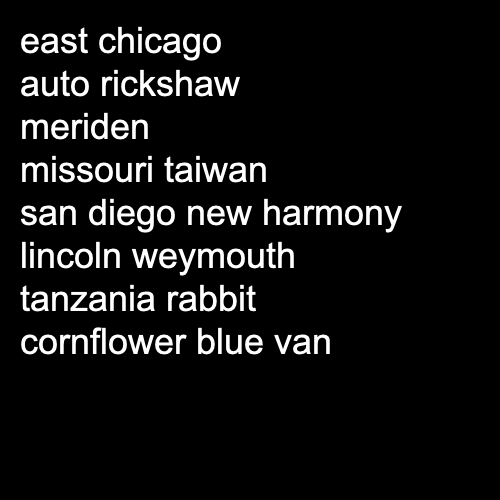 east chicago
auto rickshaw
meriden
missouri taiwan
san diego new harmony
lincoln weymouth
tanzania rabbit
cornflower blue van